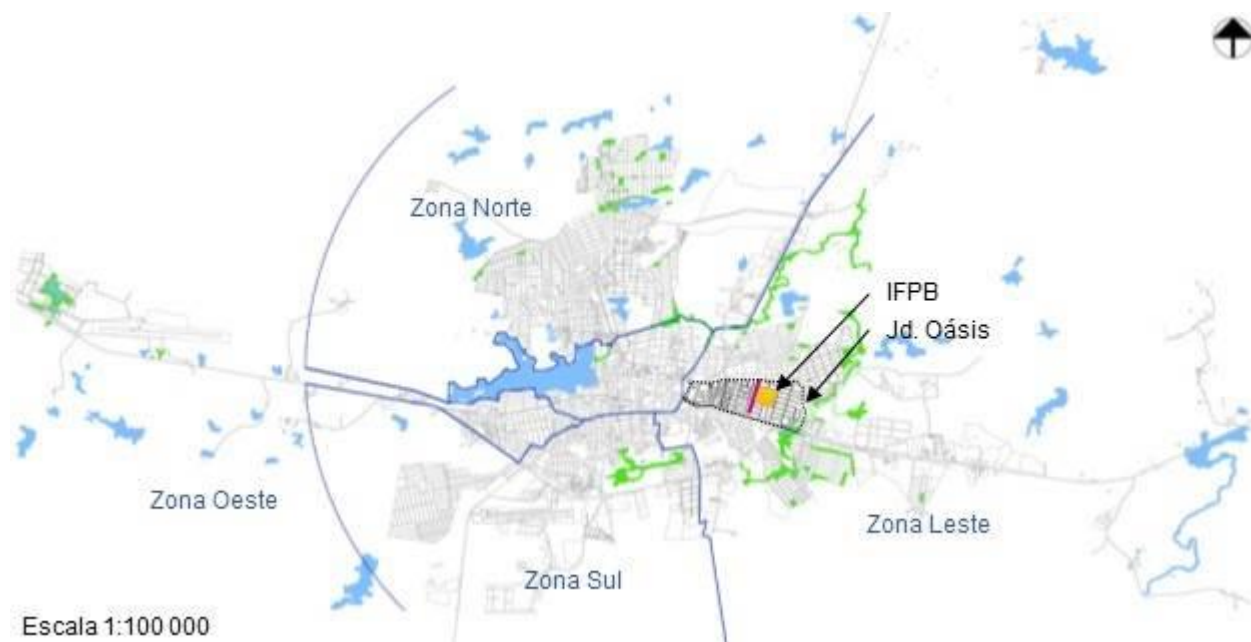 Zona Norte
IFPB
Jd. Oásis
Zona Oeste
Zona Leste
Zona Sul
Escala 1:100 000